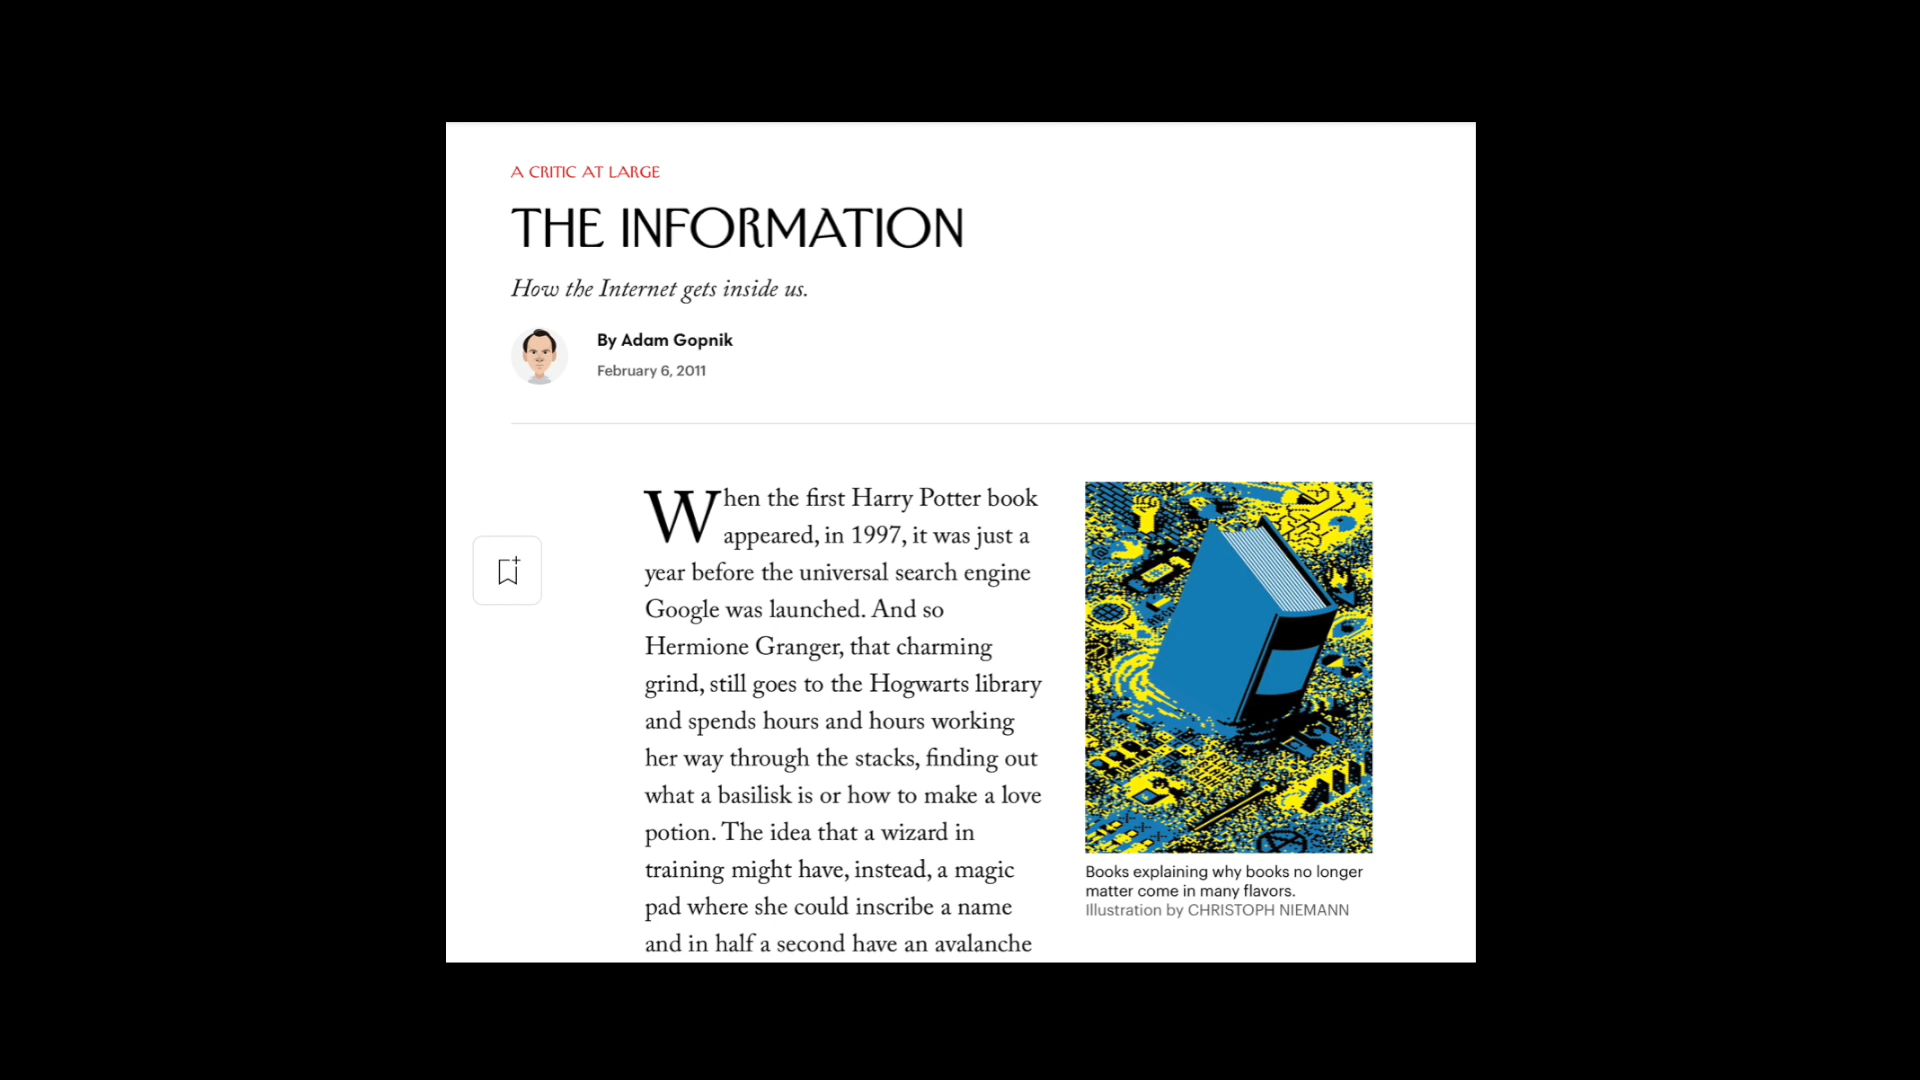 A CRITIC AT LARGE
THE INFORMATION
How the Internet gets inside us.
By Adam Gopnik
February 6, 2011
When the first Harry Potter book
appeared, in 1997, it was just a
year before the universal search engine
Google was launched. And so
Hermione Granger, that charming
grind, still goes to the Hogwarts library
and spends hours and hours working
her way through the stacks, finding out
what a basilisk is or how to make a love
potion. The idea that a wizard in
training might have, instead, a magic
pad where she could inscribe a name
and in half a second have an avalanche
Books explaining why books no longer
matter come in many flavors.
Illustration by CHRISTOPH NIEMANN